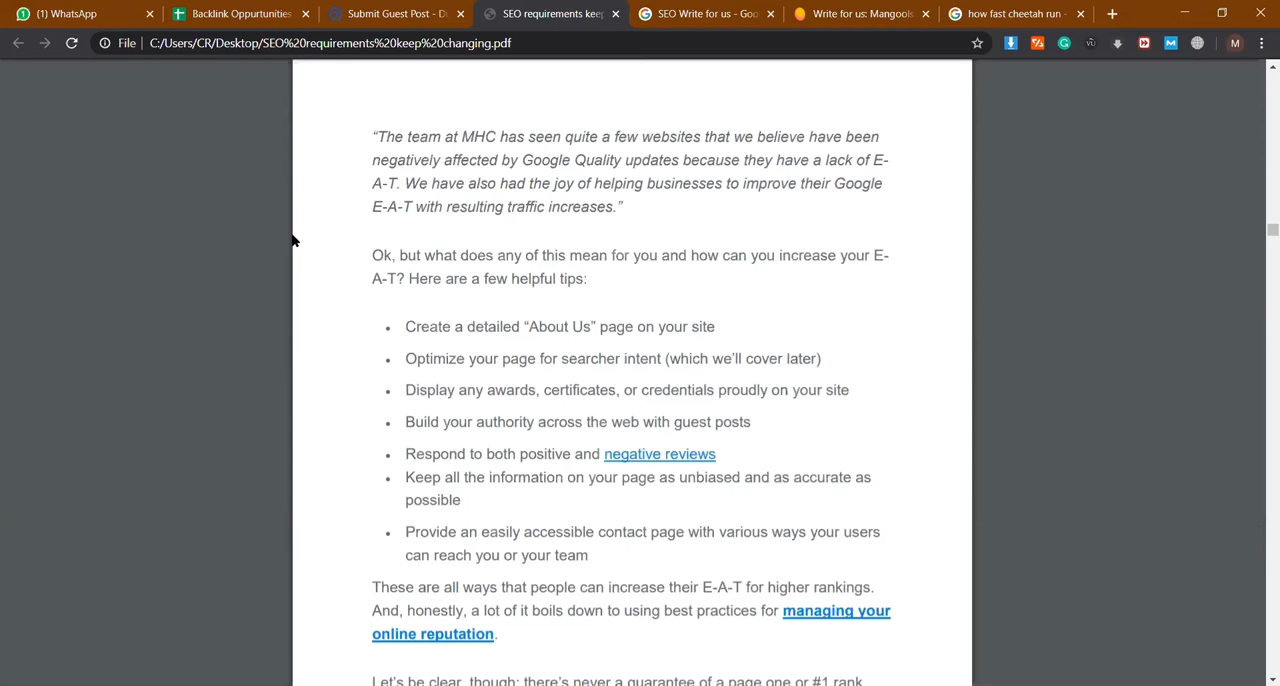 (1) WhatsApp
Backlink Oppurtunities
Submit Guest Post - D
SEO requirements keep
SEO Write for us - Goo
Write for us: Mangools
how fast cheetah run -
File
C:/Users/CR/Desktop/SEO%20requirements%20keep%20changing.pdf
M
“The team at MHC has seen quite a few websites that we believe have been
negatively affected by Google Quality updates because they have a lack of E-
A-T. We have also had the joy of helping businesses to improve their Google
E-A-T with resulting traffic increases.”
Ok, but what does any of this mean for you and how can you increase your E-
A-T? Here are a few helpful tips:
• Create a detailed “About Us” page on your site
• Optimize your page for searcher intent (which we’ll cover later)
• Display any awards, certificates, or credentials proudly on your site
• Build your authority across the web with guest posts
• Respond to both positive and negative reviews
• Keep all the information on your page as unbiased and as accurate as
possible
• Provide an easily accessible contact page with various ways your users
can reach you or your team
These are all ways that people can increase their E-A-T for higher rankings.
And, honestly, a lot of it boils down to using best practices for managing your
online reputation.
Let’s be clear, though: there’s never a guarantee of a page one or #1 rank